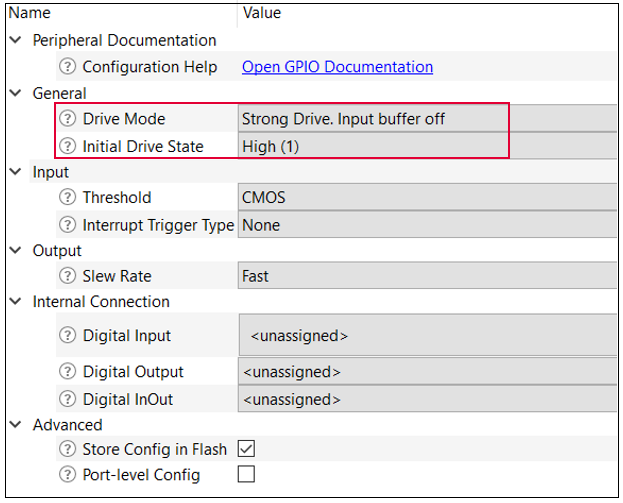 Name Value
Peripheral Documentation
Configuration Help Open GPIO Documentation
General
Drive Mode Strong Drive. Input buffer off
Initial Drive State High (1)
Input
Threshold CMOS
Interrupt Trigger Type None
Output
Slew Rate Fast
Internal Connection
Digital Input <unassigned>
Digital Output <unassigned>
Digital InOut <unassigned>
Advanced
Store Config in Flash
Port-level Config